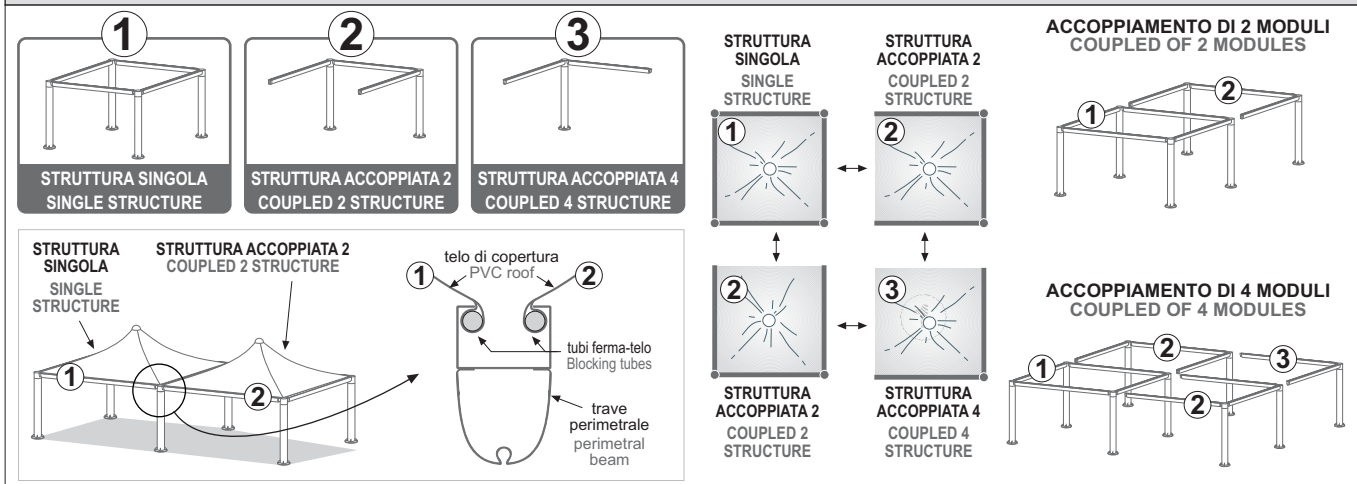 1
STRUTTURA SINGOLA
SINGLE STRUCTURE
2
STRUTTURA ACCOPPIATA 2
COUPLED 2 STRUCTURE
3
STRUTTURA ACCOPPIATA 4
COUPLED 4 STRUCTURE
STRUTTURA
SINGOLA
SINGLE
STRUCTURE
STRUTTURA ACCOPPIATA 2
COUPLED 2 STRUCTURE
1
2
1
telo di copertura
PVC roof
2
tubi ferma-telo
Blocking tubes
trave
perimetrale
perimetral
beam
STRUTTURA
SINGOLA
SINGLE
STRUCTURE
1
STRUTTURA
ACCOPPIATA 2
COUPLED 2
STRUCTURE
2
2
STRUTTURA
ACCOPPIATA 2
COUPLED 2
STRUCTURE
3
STRUTTURA
ACCOPPIATA 4
COUPLED 4
STRUCTURE
ACCOPPIAMENTO DI 2 MODULI
COUPLED OF 2 MODULES
1
2
ACCOPPIAMENTO DI 4 MODULI
COUPLED OF 4 MODULES
1
2
2
3